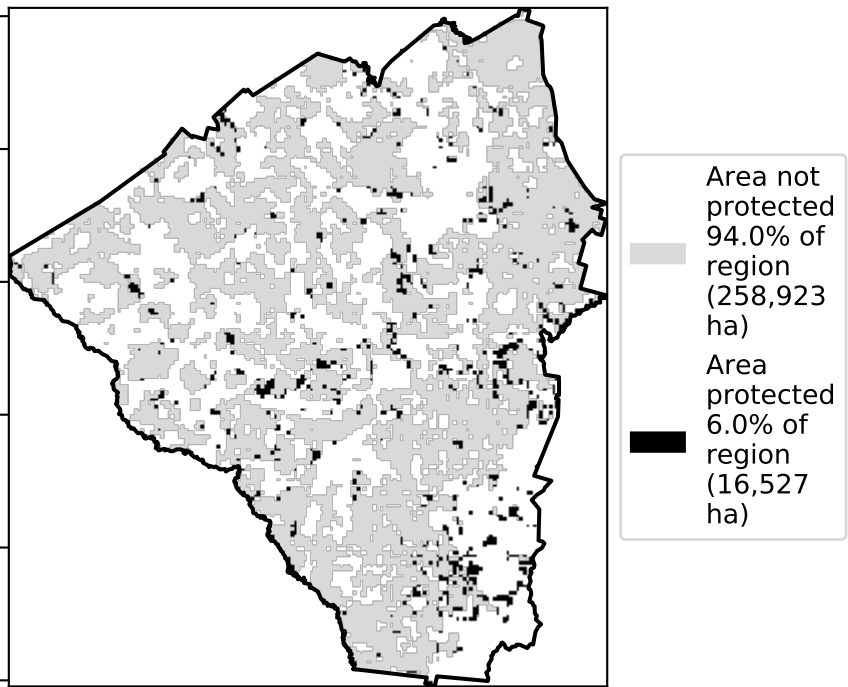 Area not
protected
94.0% of
region
(258,923
ha)
Area
protected
6.0% of
region
(16,527
ha)